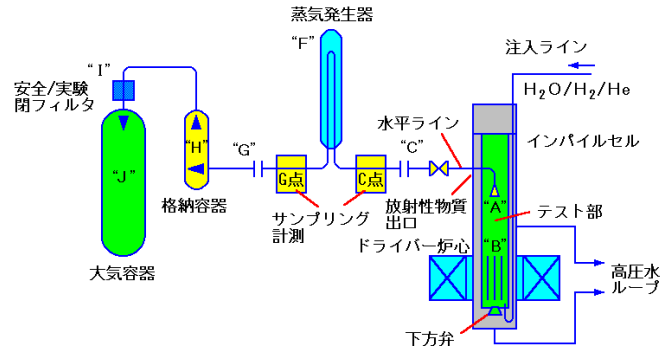 蒸気発生器
“F”
注入ライン
H2O/H2/He
“I”
安全/実験
閉フィルタ
水平ライン
インパイルセル
“H”
“G”
“C”
G点
C点
“J”
“A”
格納容器
サンプリング
計測
放射性物質
出口
テスト部
ドライバー炉心
“B”
大気容器
高圧水
ループ
下方弁